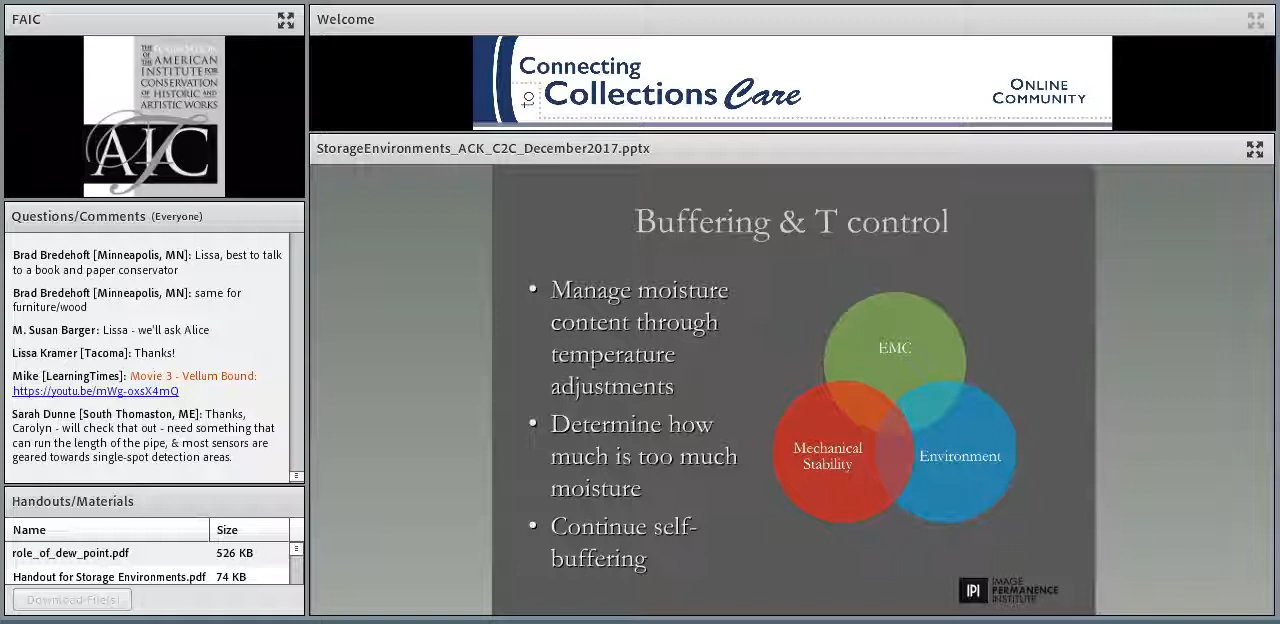 FAIC
THE FOUNDATION
OF THE AMERICAN
INSTITUTE FOR
CONSERVATION
OF HISTORIC AND
ARTISTIC WORKS
AIC
Welcome
Connecting
to Collections Care
ONLINE
COMMUNITY
StorageEnvironments_ACK_C2C_December2017.pptx
Questions/Comments (Everyone)
Brad Bredehoft [Minneapolis, MN]: Lissa, best to talk
to a book and paper conservator
Brad Bredehoft [Minneapolis, MN]: same for
furniture/wood
M. Susan Barger: Lissa - we'll ask Alice
Lissa Kramer [Tacoma]: Thanks!
Mike [LearningTimes]: Movie 3 - Vellum Bound:
https://youtu.be/mWg-oxsX4mQ
Sarah Dunne [South Thomaston, ME]: Thanks,
Carolyn - will check that out - need something that
can run the length of the pipe, & most sensors are
geared towards single-spot detection areas.
Handouts/Materials
Name Size
role_of_dew_point.pdf 526 KB
Handout for Storage Environments.pdf 74 KB
Download File(s)
Buffering & T control
• Manage moisture
content through
temperature
adjustments
• Determine how
much is too much
moisture
• Continue self-
buffering
EMC
Mechanical
Stability
Environment
IPI
IMAGE
PERMANENCE
INSTITUTE